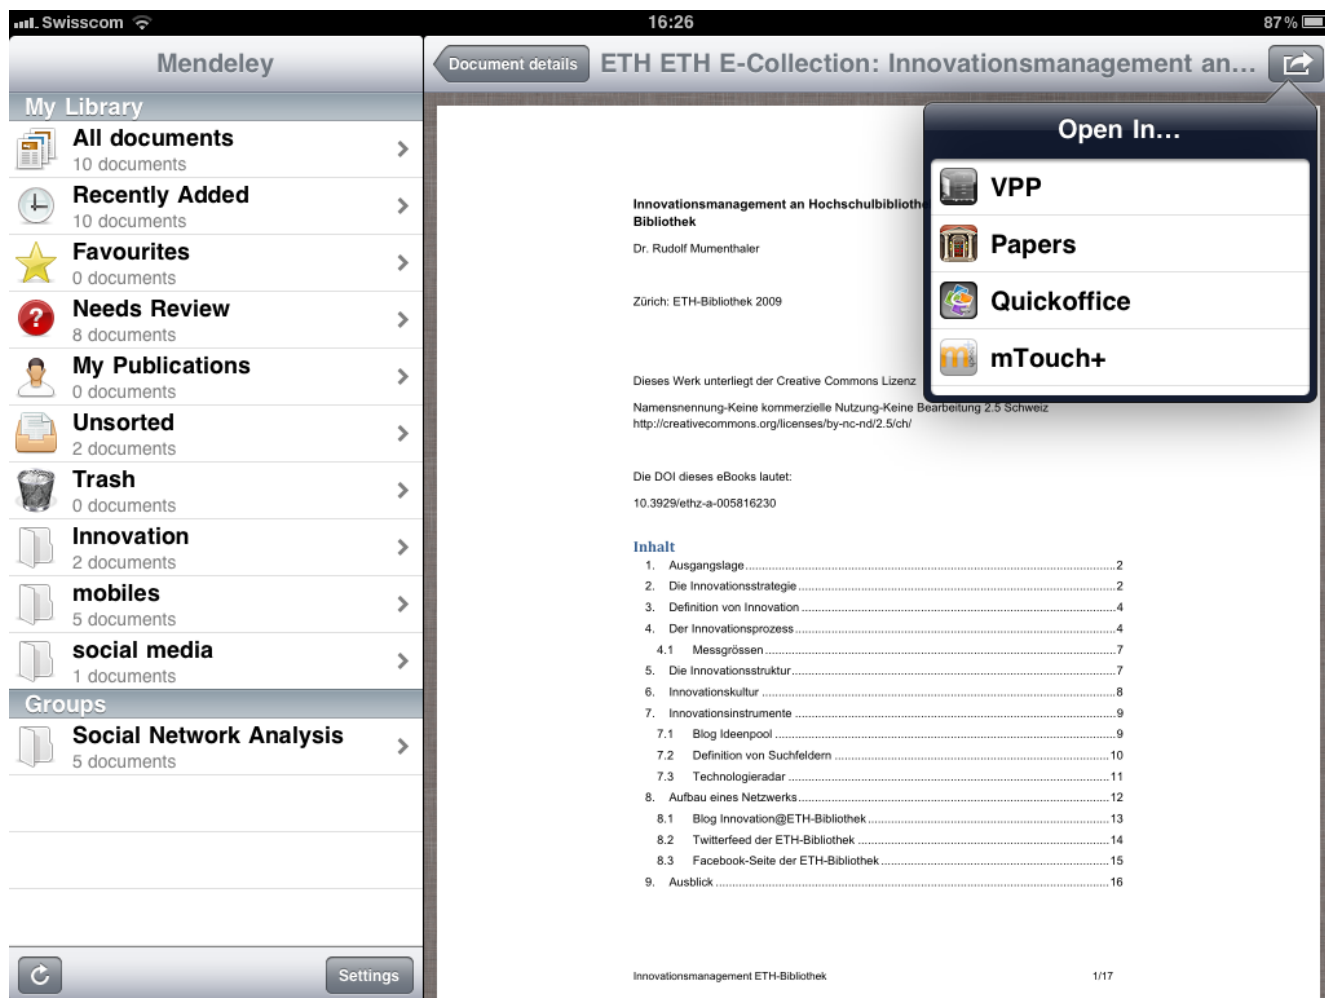 Swisscom
16:26
87%
Mendeley
My Library
All documents
10 documents
Recently Added
10 documents
Favourites
0 documents
Needs Review
8 documents
My Publications
0 documents
Unsorted
2 documents
Trash
0 documents
Innovation
2 documents
mobiles
5 documents
social media
1 documents
Groups
Social Network Analysis
5 documents
Settings
Document details
ETH ETH E-Collection: Innovationsmanagement an...
Open In...
VPP
Papers
Quickoffice
mTouch+
Innovationsmanagement an Hochschulbibliothe
Bibliothek
Dr. Rudolf Mumenthaler
Zürich: ETH-Bibliothek 2009
Dieses Werk unterliegt der Creative Commons Lizenz
Namensnennung-Keine kommerzielle Nutzung-Keine Bearbeitung 2.5 Schweiz
http://creativecommons.org/licenses/by-nc-nd/2.5/ch/
Die DOI dieses eBooks lautet:
10.3929/ethz-a-005816230
Inhalt
1. Ausgangslage 2
2. Die Innovationsstrategie 2
3. Definition von Innovation 4
4. Der Innovationsprozess 4
4.1 Messgrössen 7
5. Die Innovationsstruktur 7
6. Innovationskultur 8
7. Innovationsinstrumente 9
7.1 Blog Ideenpool 9
7.2 Definition von Suchfeldern 10
7.3 Technologieradar 11
8. Aufbau eines Netzwerks 12
8.1 Blog Innovation@ETH-Bibliothek 13
8.2 Twitterfeed der ETH-Bibliothek 14
8.3 Facebook-Seite der ETH-Bibliothek 15
9. Ausblick 16
Innovationsmanagement ETH-Bibliothek 1/17